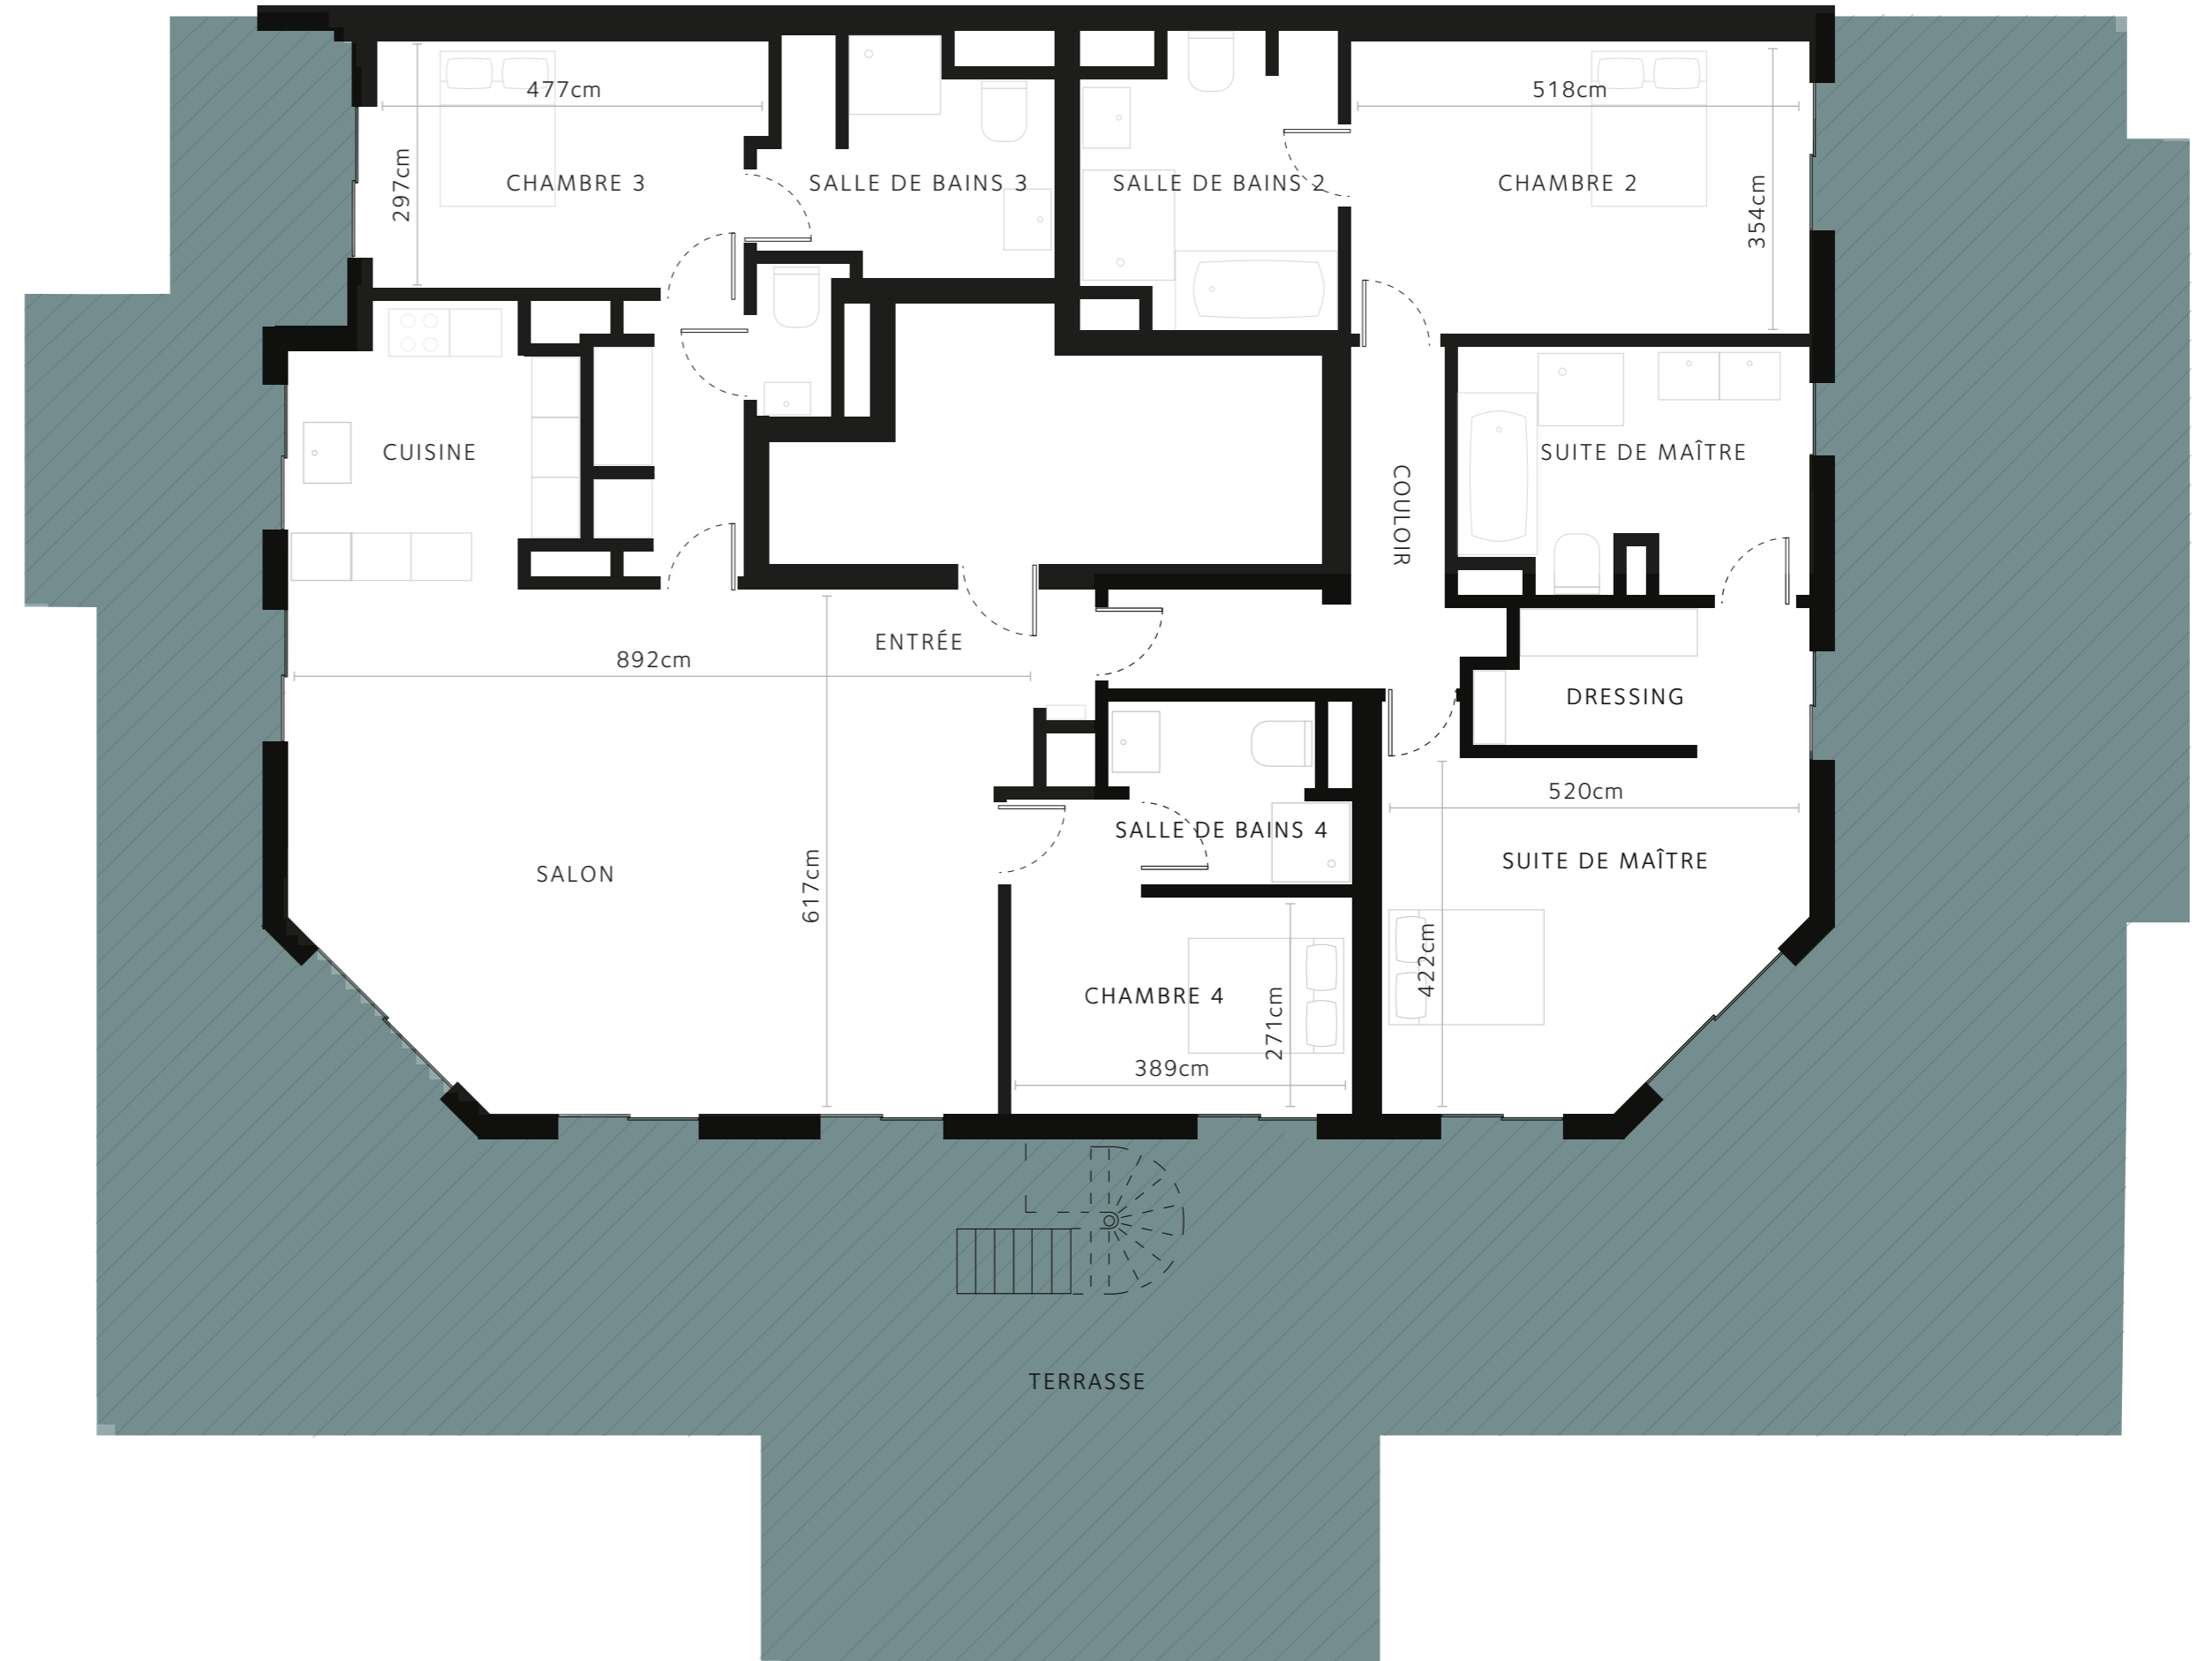 477cm
518cm
297cm
CHAMBRE 3
SALLE DE BAINS 3
SALLE DE BAINS 2
CHAMBRE 2
354cm
CUISINE
SUITE DE MAÎTRE
COULOIR
ENTRÉE
892cm
DRESSING
520cm
SALON
617cm
SALLE DE BAINS 4
SUITE DE MAÎTRE
422cm
CHAMBRE 4
271cm
389cm
TERRASSE